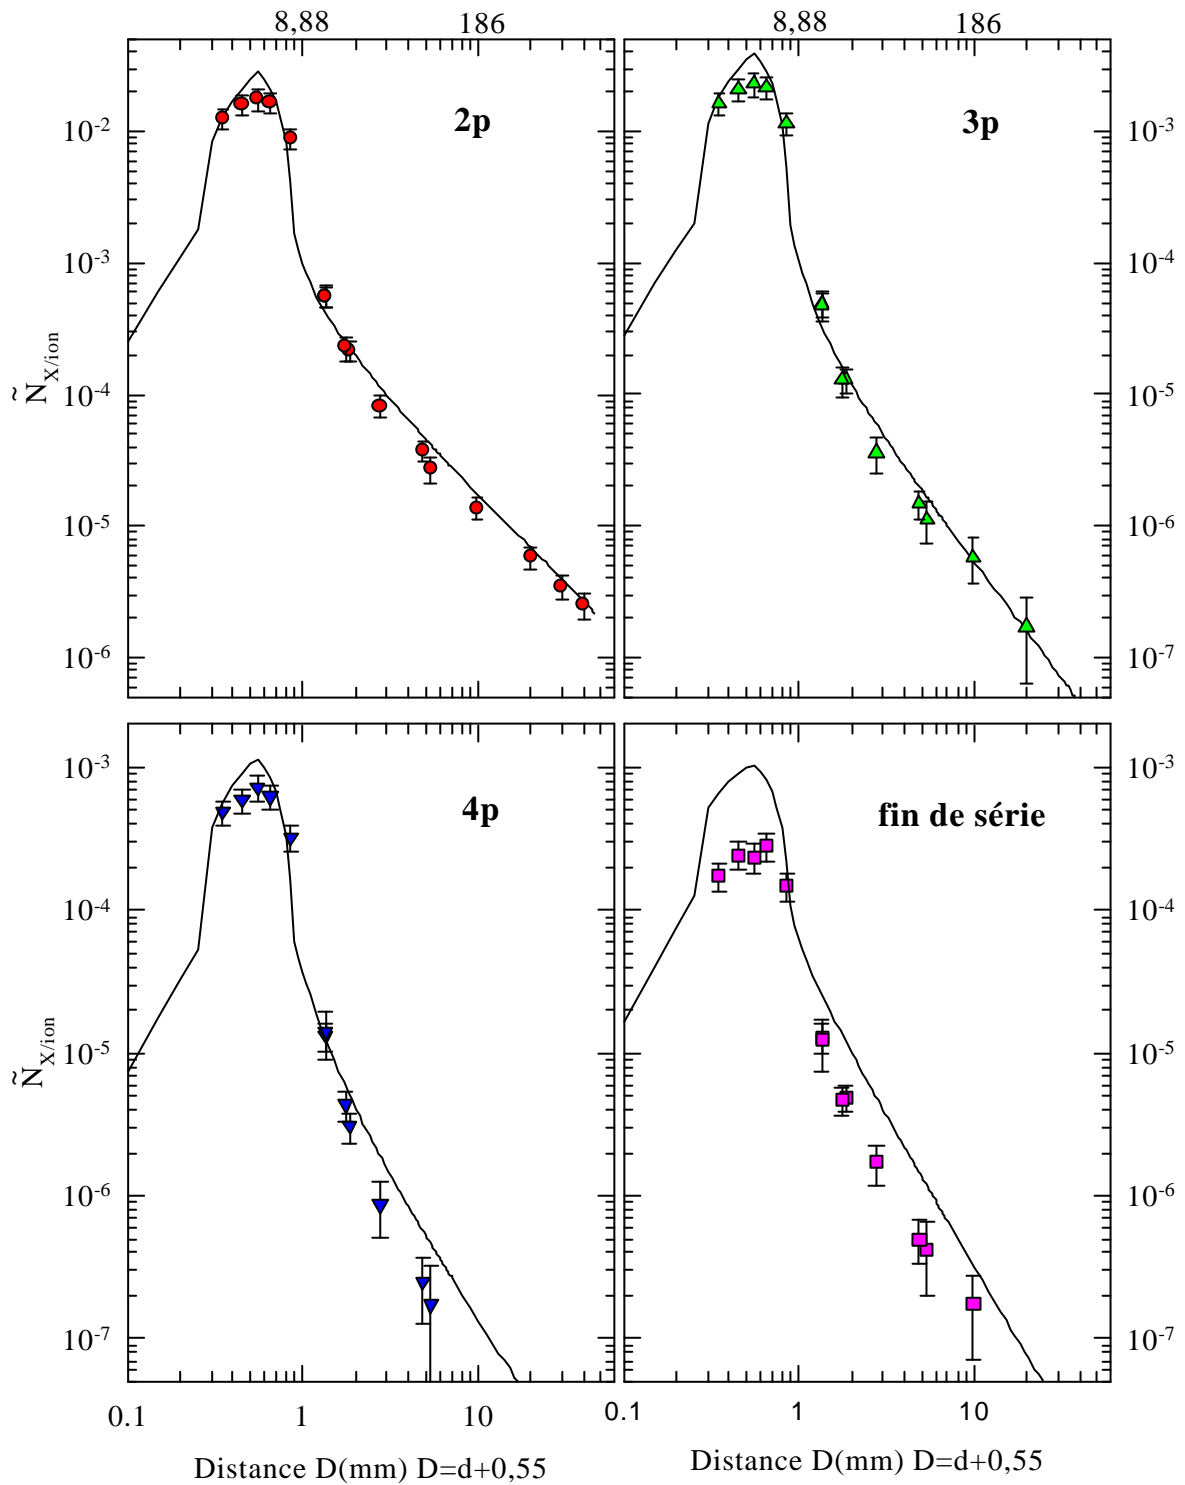 8,88 186 8,88 186
2p 3p
10-2 10-3
10-3 10-4
ÑX/ion
10-4 10-5
10-5 10-6
10-6 10-7
10-3 10-3
4p fin de série
10-4 10-4
ÑX/ion
10-5 10-5
10-6 10-6
10-7 10-7
0.1 1 10 0.1 1 10
Distance D(mm) D=d+0,55 Distance D(mm) D=d+0,55